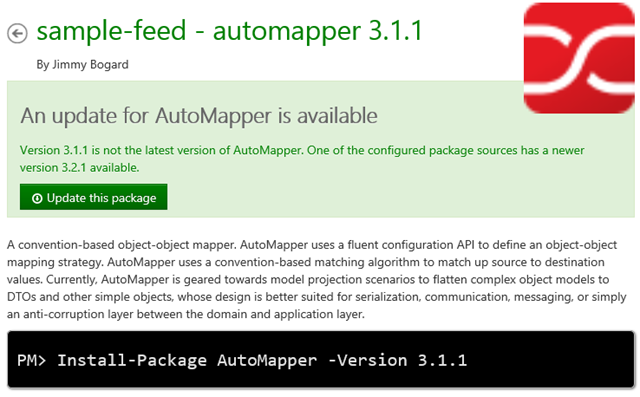 sample-feed - automapper 3.1.1
By Jimmy Bogard
An update for AutoMapper is available
Version 3.1.1 is not the latest version of AutoMapper. One of the configured package sources has a newer
version 3.2.1 available.
Update this package
A convention-based object-object mapper. AutoMapper uses a fluent configuration API to define an object-object
mapping strategy. AutoMapper uses a convention-based matching algorithm to match up source to destination
values. Currently, AutoMapper is geared towards model projection scenarios to flatten complex object models to
DTOs and other simple objects, whose design is better suited for serialization, communication, messaging, or simply
an anti-corruption layer between the domain and application layer.
PM> Install-Package AutoMapper -Version 3.1.1